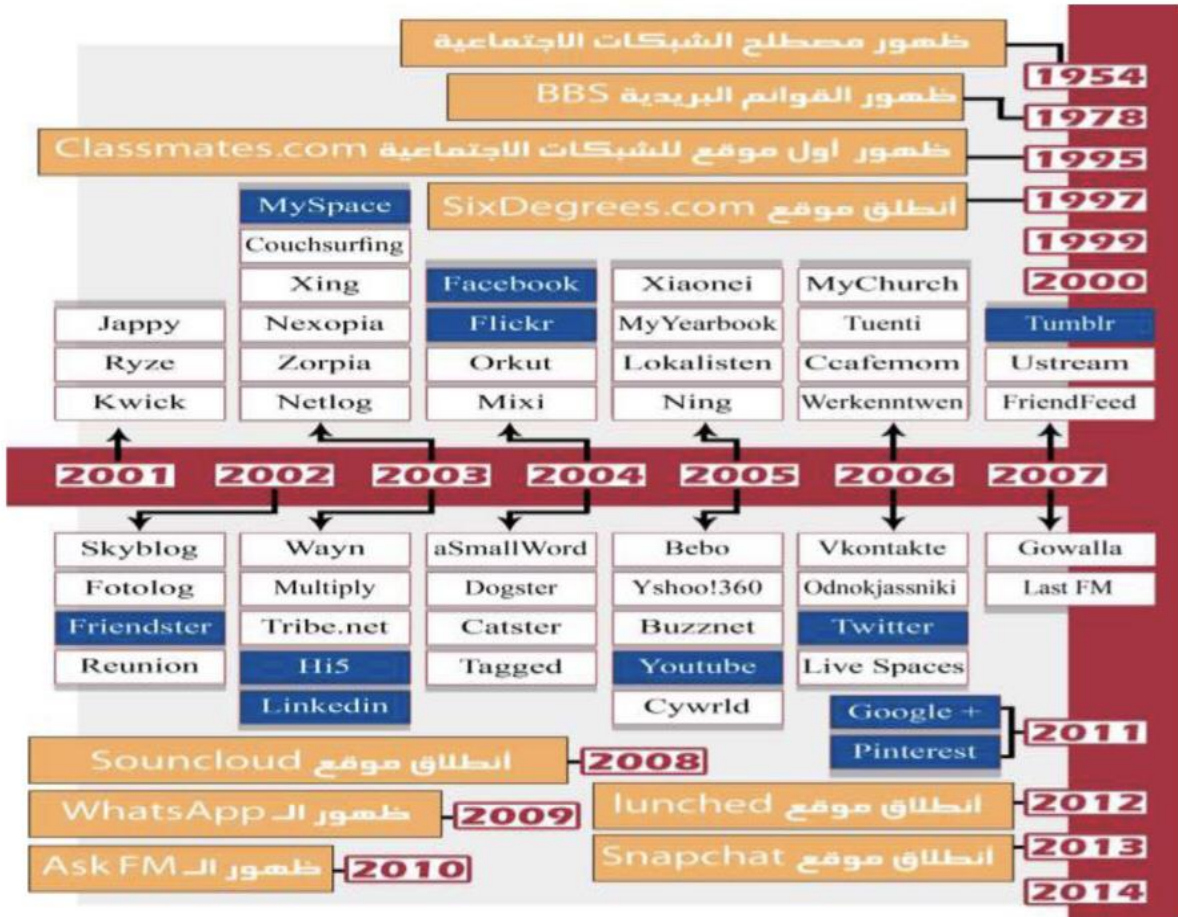 ظهور مصطلح الشبكات الاجتماعية
1954
ظهور القوائم البريدية BBS
1978
ظهور أول موقع للشبكات الاجتماعية Classmates.com
1995
أنطلق موقع SixDegrees.com
1997
1999
2000
Jappy
Ryze
Kwick
MySpace
Couchsurfing
Xing
Nexopia
Zorpia
Netlog
Facebook
Flickr
Orkut
Mixi
Xiaonei
MyYearbook
Lokalisten
Ning
MyChurch
Tuenti
Ccafemom
Werkenntwen
Tumblr
Ustream
FriendFeed
2001 2002 2003 2004 2005 2006 2007
Skyblog
Fotolog
Friendster
Reunion
Wayn
Multiply
Tribe.net
Hi5
Linkedin
aSmallWord
Dogster
Catster
Tagged
Bebo
Yshoo!360
Buzznet
Youtube
Cywrld
Vkontakte
Odnokjassniki
Twitter
Live Spaces
Gowalla
Last FM
Google +
Pinterest
2011
أنطلاق موقع Souncloud
2008
ظهور الـ WhatsApp
2009
ظهور الـ Ask FM
2010
أنطلاق موقع lunched
2012
أنطلاق موقع Snapchat
2013
2014